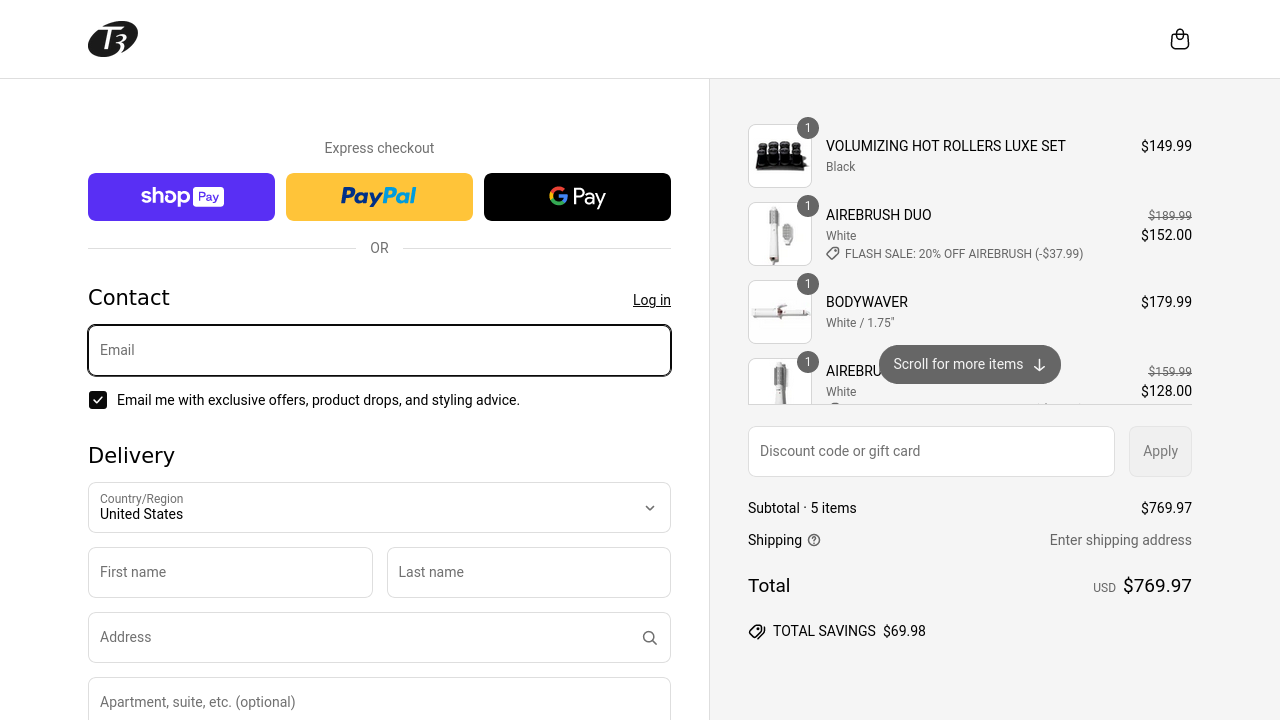 T3
Express checkout
shop Pay
PayPal
G Pay
OR
Contact
Log in
Email
Email me with exclusive offers, product drops, and styling advice.
Delivery
Country/Region
United States
First name
Last name
Address
Apartment, suite, etc. (optional)
1
VOLUMIZING HOT ROLLERS LUXE SET
$149.99
Black
1
AIREBRUSH DUO
$189.99
White
$152.00
FLASH SALE: 20% OFF AIREBRUSH (-$37.99)
1
BODYWAVER
$179.99
White / 1.75"
1
AIREBRU
$159.99
White
$128.00
Scroll for more items
Discount code or gift card
Apply
Subtotal · 5 items
$769.97
Shipping
Enter shipping address
Total
USD $769.97
TOTAL SAVINGS $69.98